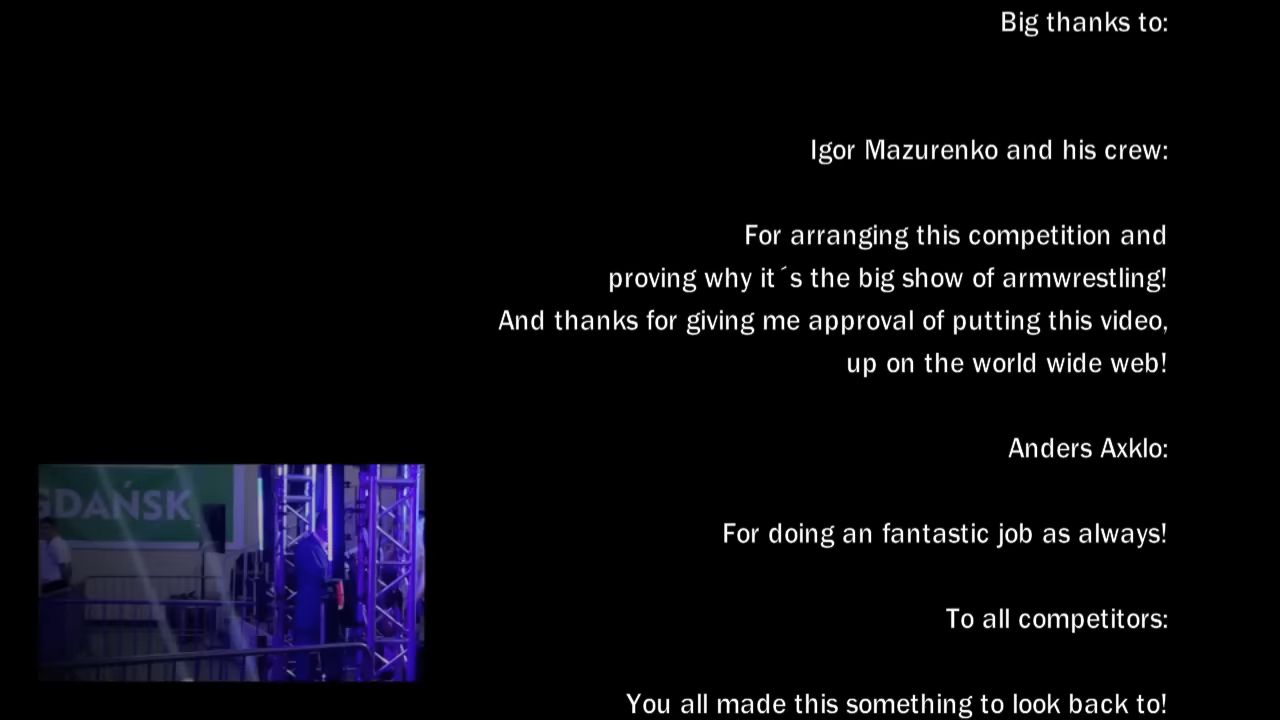 Big thanks to:
Igor Mazurenko and his crew:
For arranging this competition and
proving why it´s the big show of armwrestling!
And thanks for giving me approval of putting this video,
up on the world wide web!
Anders Axklo:
GDAŃSK
For doing an fantastic job as always!
To all competitors:
You all made this something to look back to!